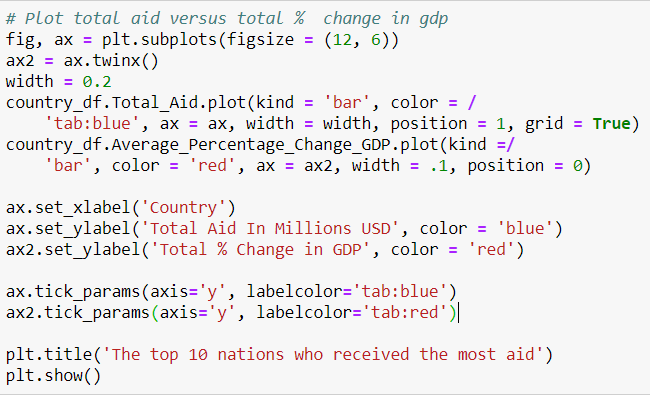 # Plot total aid versus total %  change in gdp
fig, ax = plt.subplots(figsize = (12, 6))
ax2 = ax.twinx()
width = 0.2
country_df.Total_Aid.plot(kind = 'bar', color = /
    'tab:blue', ax = ax, width = width, position = 1, grid = True)
country_df.Average_Percentage_Change_GDP.plot(kind =/
    'bar', color = 'red', ax = ax2, width = .1, position = 0)
ax.set_xlabel('Country')
ax.set_ylabel('Total Aid In Millions USD', color = 'blue')
ax2.set_ylabel('Total % Change in GDP', color = 'red')
ax.tick_params(axis='y', labelcolor='tab:blue')
ax2.tick_params(axis='y', labelcolor='tab:red')
plt.title('The top 10 nations who received the most aid')
plt.show()